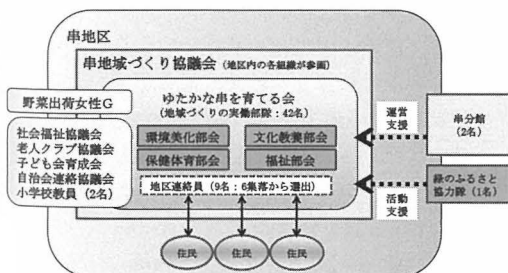 串地区
串地域づくり協議会 (地区内の各組織が参画)
野菜出荷女性G
ゆたかな串を育てる会
(地域づくりの実働部隊:42名)
環境美化部会
文化教養部会
保健体育部会
福祉部会
地区連絡員 (9名:6集落から選出)
社会福祉協議会
老人クラブ協議会
子ども会育成会
自治会連絡協議会
小学校教員 (2名)
運営
支援
串分館
(2名)
緑のふるさと
協力隊 (1名)
活動
支援
住民
住民
住民